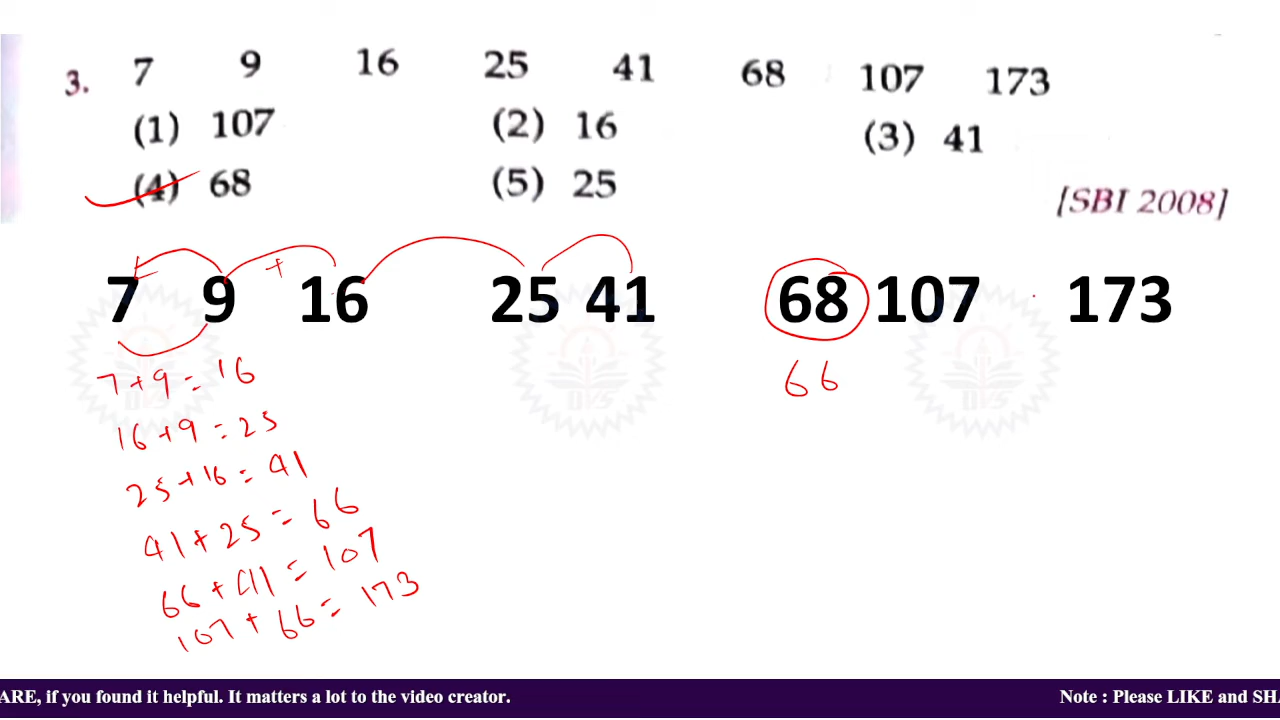 3. 7 9 16 25 41 68 107 173
(1) 107 (2) 16 (3) 41
(4) 68 (5) 25
[SBI 2008]
7 9 16 25 41 68 107 173
+
66
7+9=16
16+9=25
25+16=41
41+25=66
66+41=107
107+66=173
ARE, if you found it helpful. It matters a lot to the video creator. Note : Please LIKE and SHA